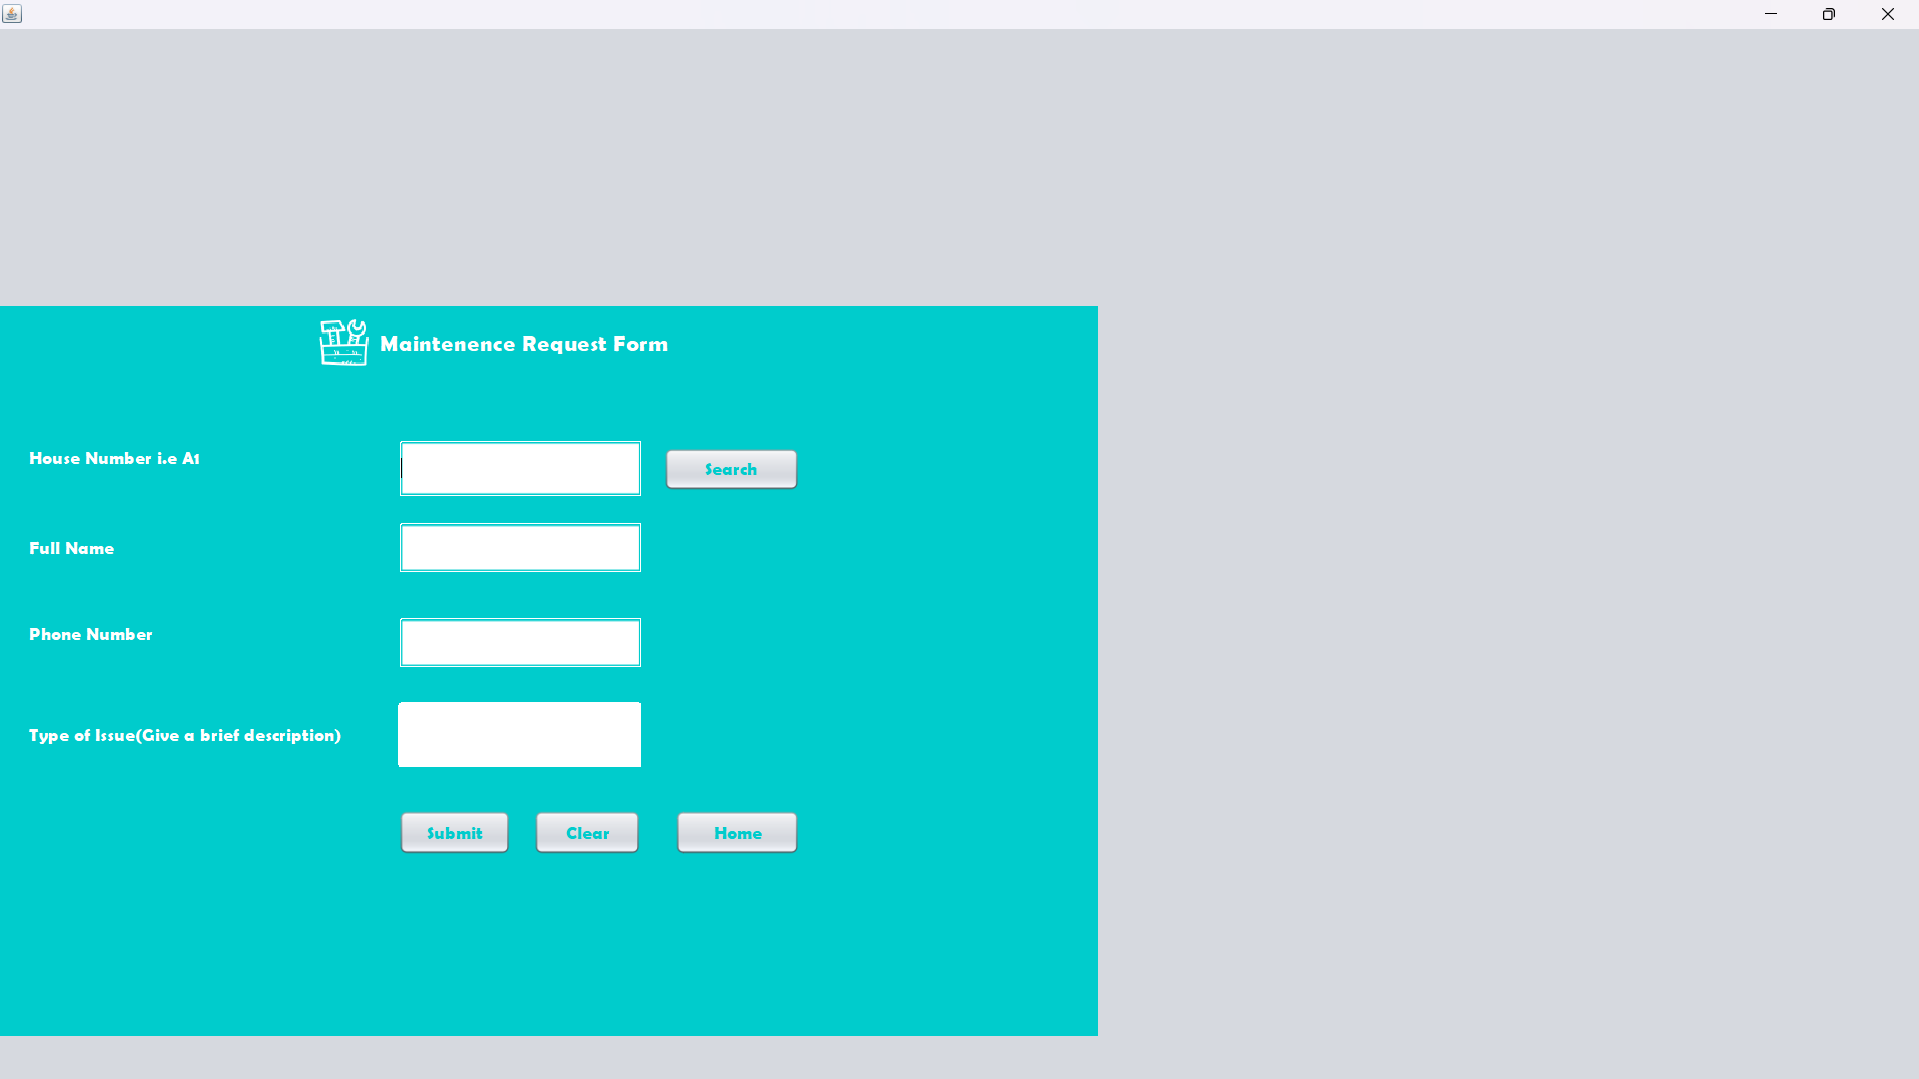 Maintenence Request Form
House Number i.e A1
Search
Full Name
Phone Number
Type of Issue(Give a brief description)
Submit
Clear
Home